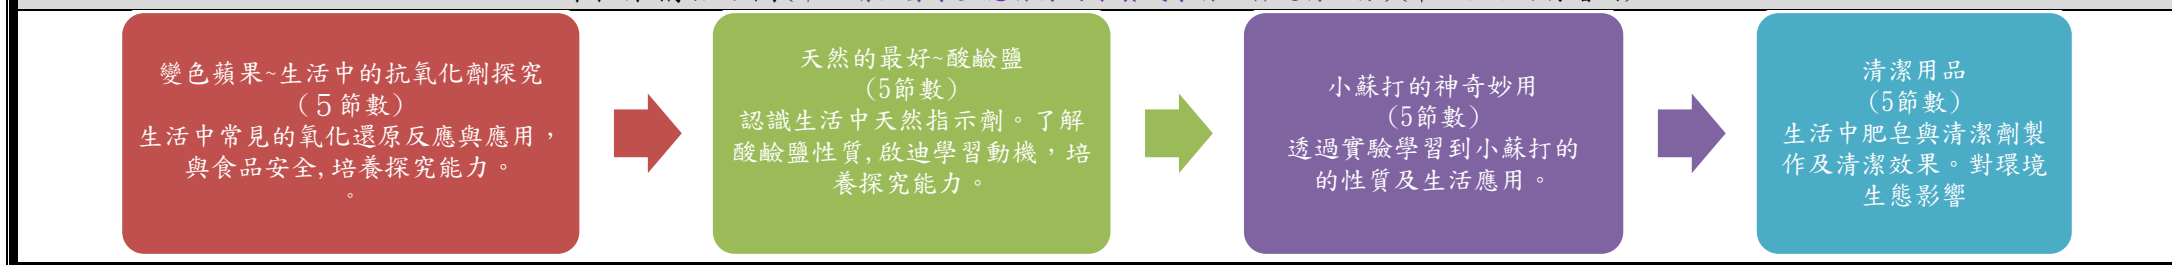 變色蘋果~生活中的抗氧化劑探究
(５節數)
生活中常見的氧化還原反應與應用，
與食品安全,培養探究能力。
。
天然的最好~酸鹼鹽
(5節數)
認識生活中天然指示劑。了解
酸鹼鹽性質,啟迪學習動機，培
養探究能力。
小蘇打的神奇妙用
(5節數)
透過實驗學習到小蘇打的
的性質及生活應用。
清潔用品
(5節數)
生活中肥皂與清潔劑製
作及清潔效果。對環境
生態影響